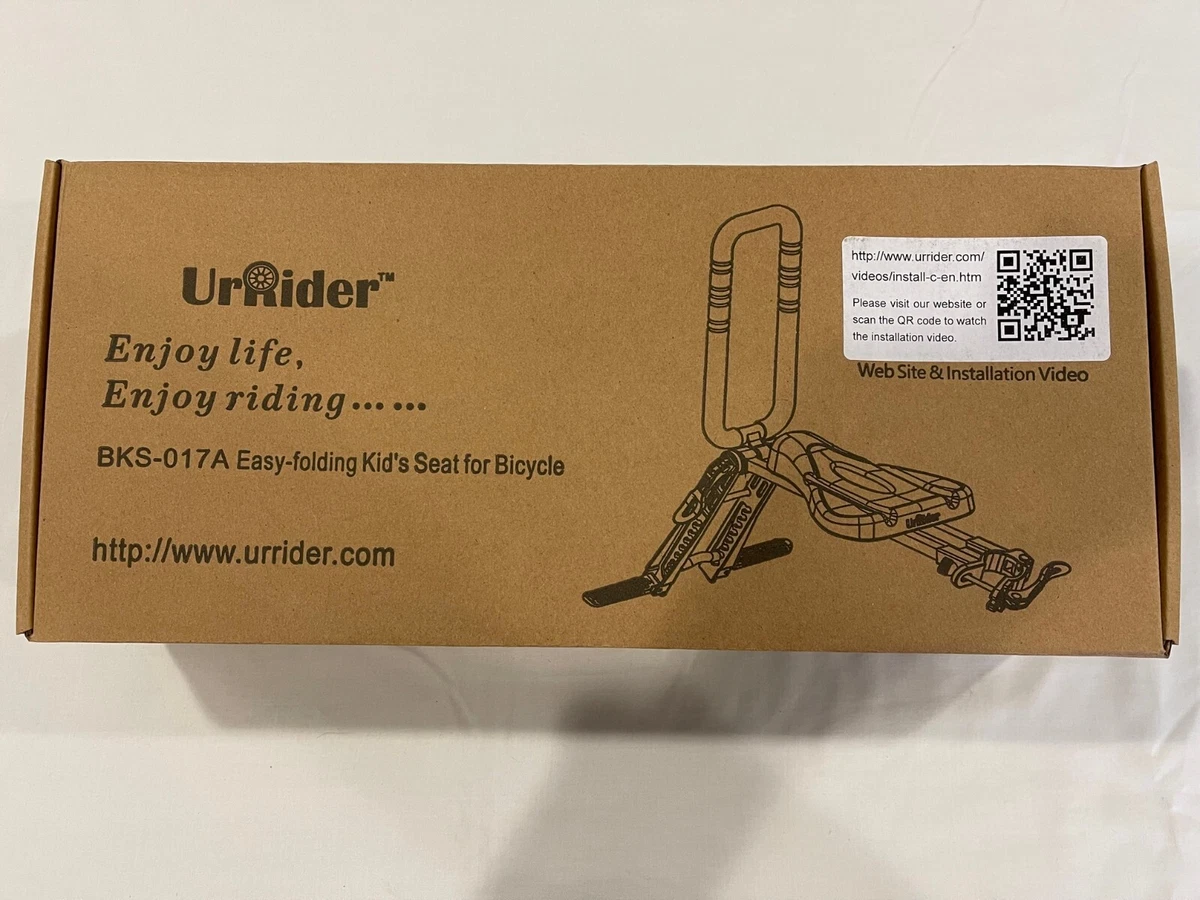 UrRider™
Enjoy life,
Enjoy riding... ...
BKS-017A Easy-folding Kid's Seat for Bicycle
http://www.urrider.com
http://www.urrider.com/
videos/install-c-en.htm
Please visit our website or
scan the QR code to watch
the installation video.
Web Site & Installation Video
UrRider